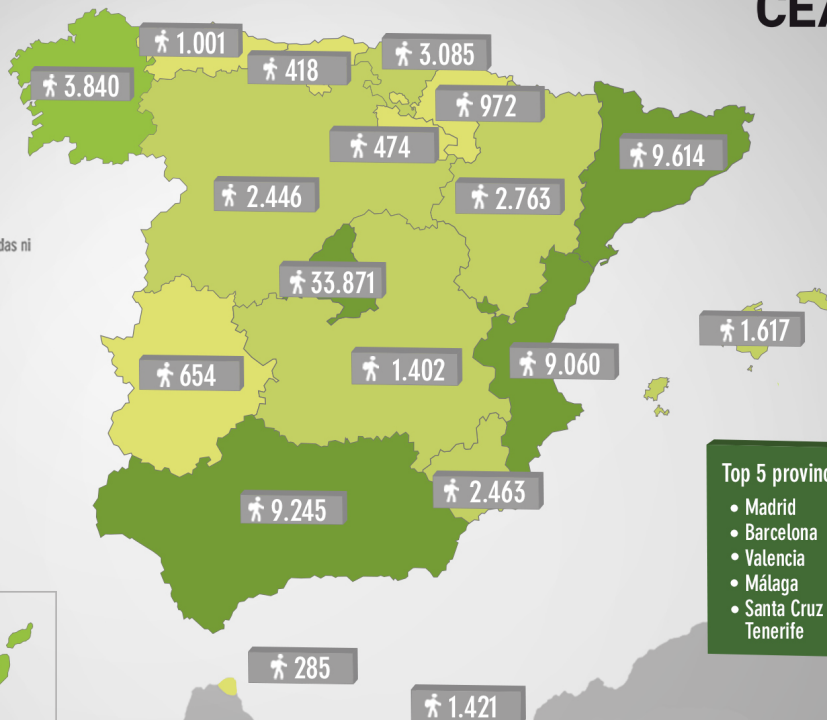 CEA
1.001
418
3.085
3.840
972
474
9.614
2.446
2.763
33.871
1.617
654
1.402
9.060
das ni
2.463
9.245
Top 5 provinc
• Madrid
• Barcelona
• Valencia
• Málaga
• Santa Cruz
Tenerife
285
1.421